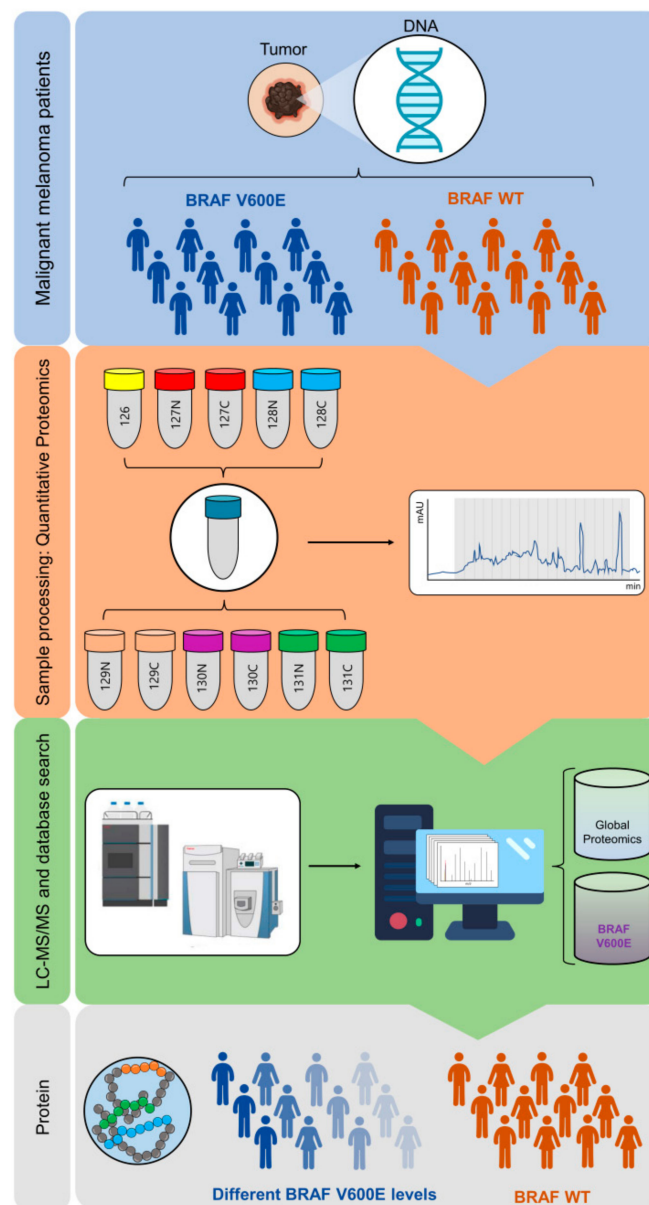 Malignant melanoma patients
Tumor
DNA
BRAF V600E
BRAF WT
Sample processing: Quantitative Proteomics
126
127N
127C
128N
128C
mAU
min
129N
129C
130N
130C
131N
131C
LC-MS/MS and database search
Global
Proteomics
BRAF
V600E
Protein
Different BRAF V600E levels
BRAF WT